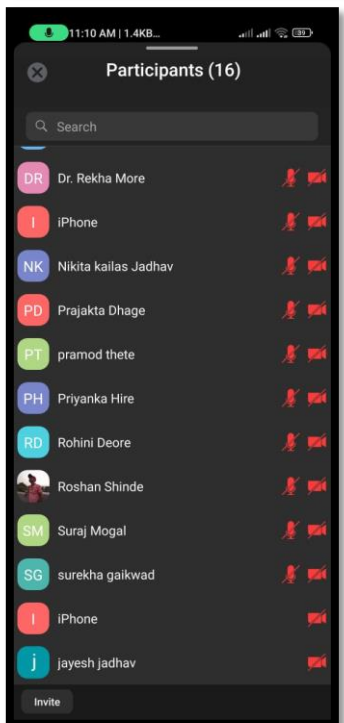 11:10 AM | 1.4KB...
Participants (16)
Search
DR Dr. Rekha More
I iPhone
NK Nikita kailas Jadhav
PD Prajakta Dhage
PT pramod thete
PH Priyanka Hire
RD Rohini Deore
Roshan Shinde
SM Suraj Mogal
SG surekha gaikwad
I iPhone
j jayesh jadhav
Invite